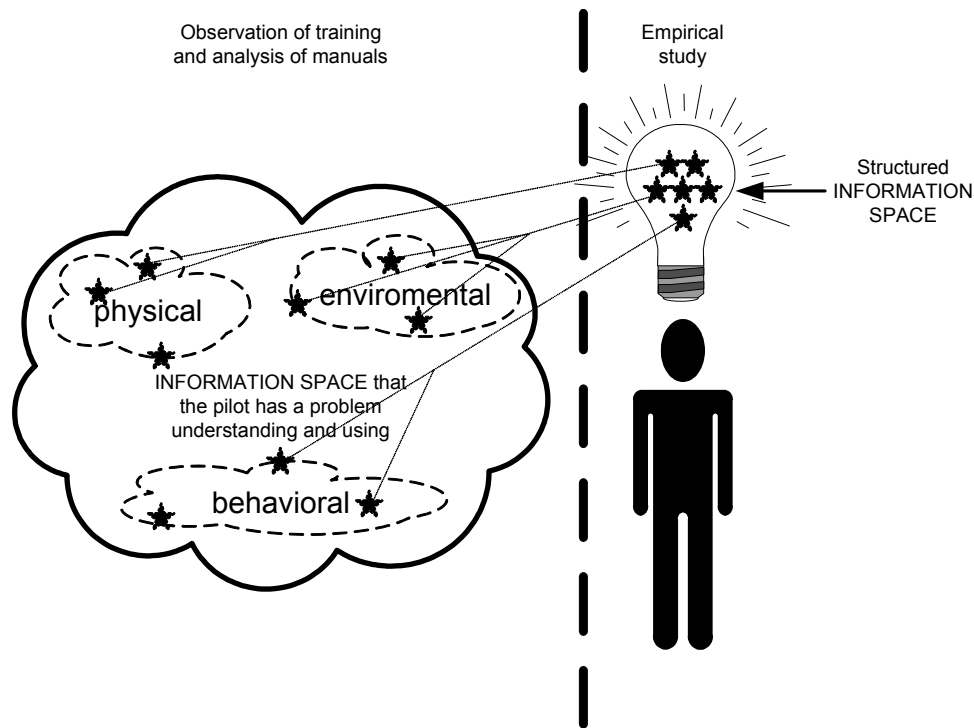 Observation of training
and analysis of manuals
Empirical
study
Structured
INFORMATION
SPACE
physical
enviromental
INFORMATION SPACE that
the pilot has a problem
understanding and using
behavioral